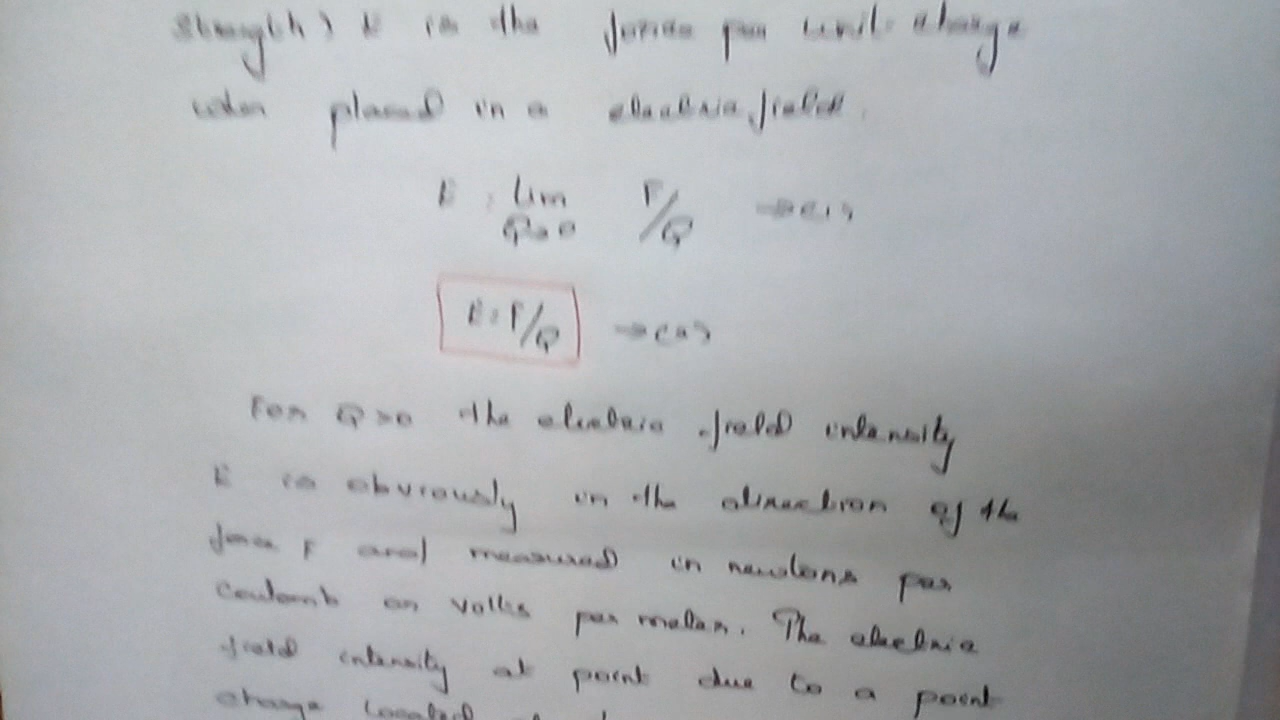 strength) E is the force per unit charge
when placed in a electric field.
E = lim F/Q → (1)
Q→0
E = F/Q → (2)
For Q>0 the electric field intensity
E is obviously in the direction of the
force F and measured in newtons per
coulomb or volts per meter. The electric
field intensity at point due to a point
charge located